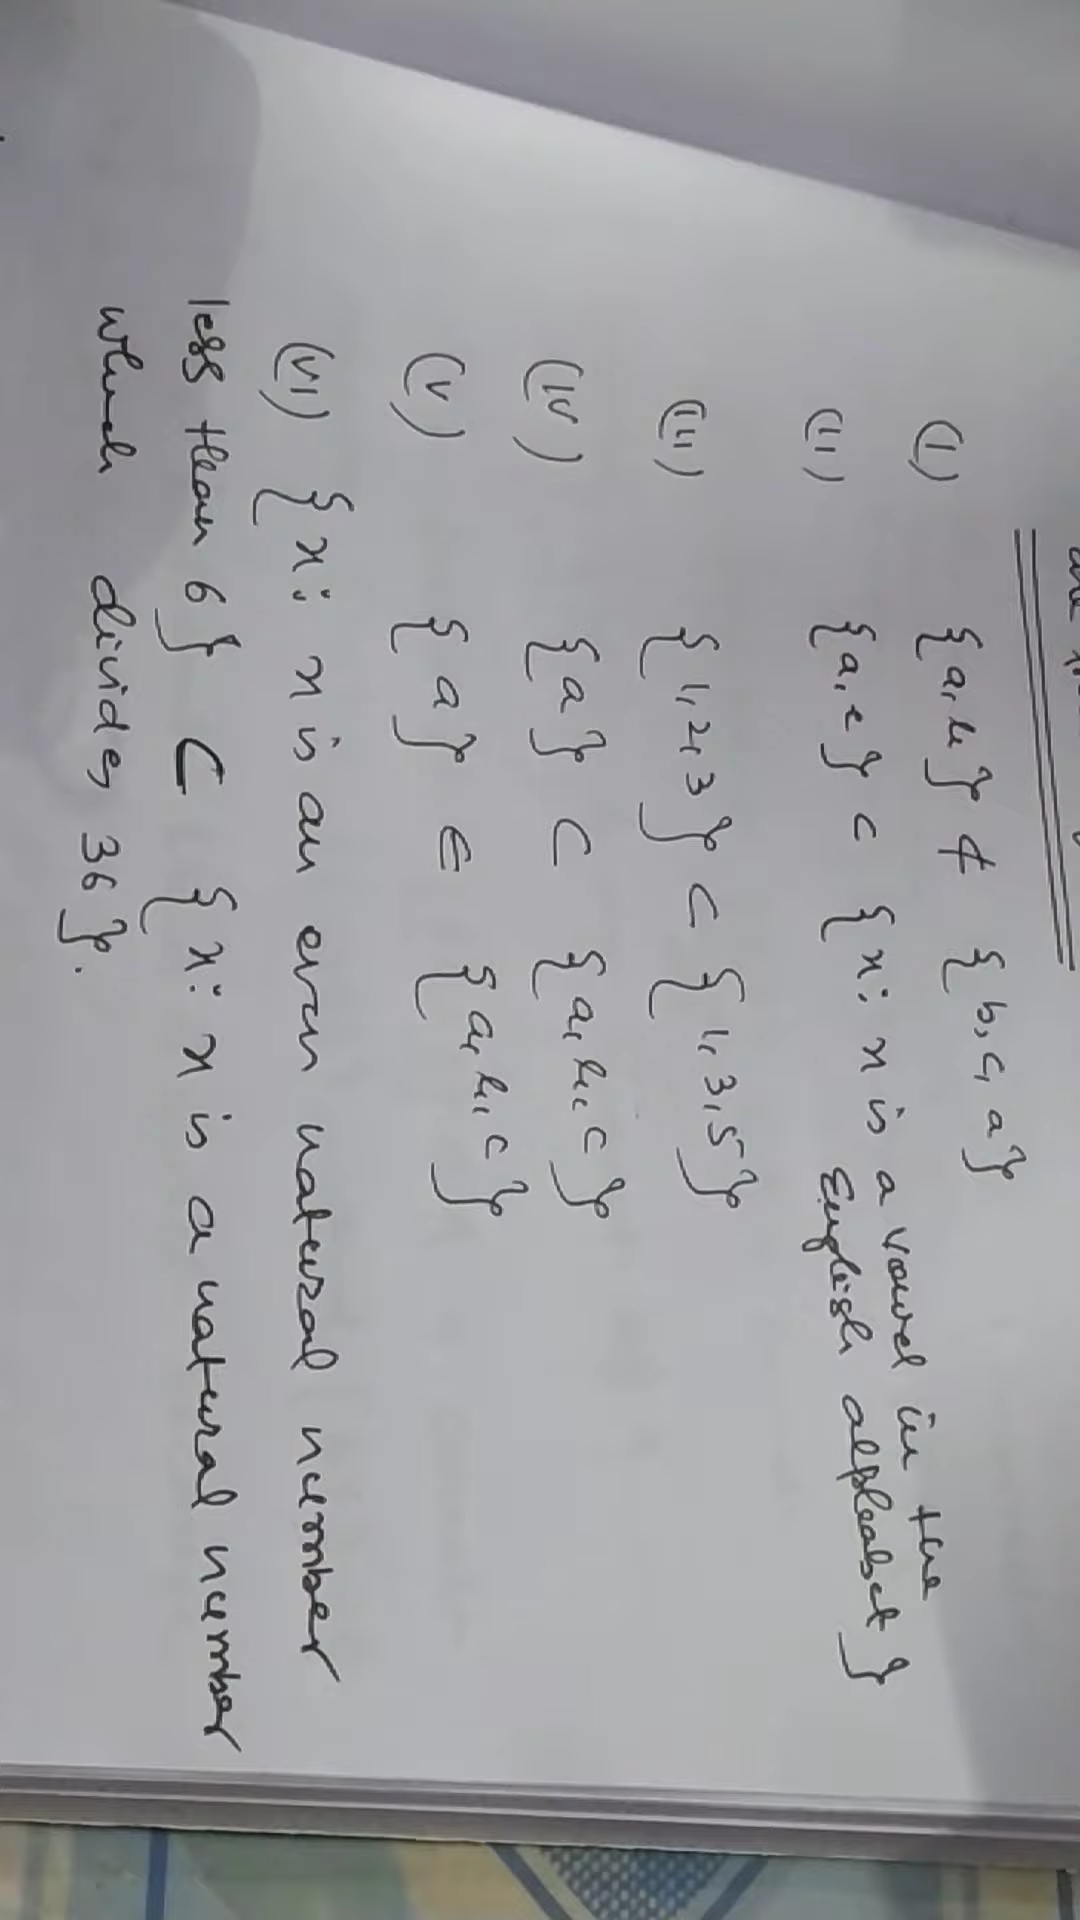 (i) {a, b} ⊄ {b, c, a}
(ii) {a, e} ⊂ {x: x is a vowel in the
English alphabet}
(iii) {1, 2, 3} ⊂ {1, 3, 5}
(iv) {a} ⊂ {a, b, c}
(v) {a} ∈ {a, b, c}
(vi) {x: x is an even natural number
less than 6} ⊂ {x: x is a natural number
which divides 36}.